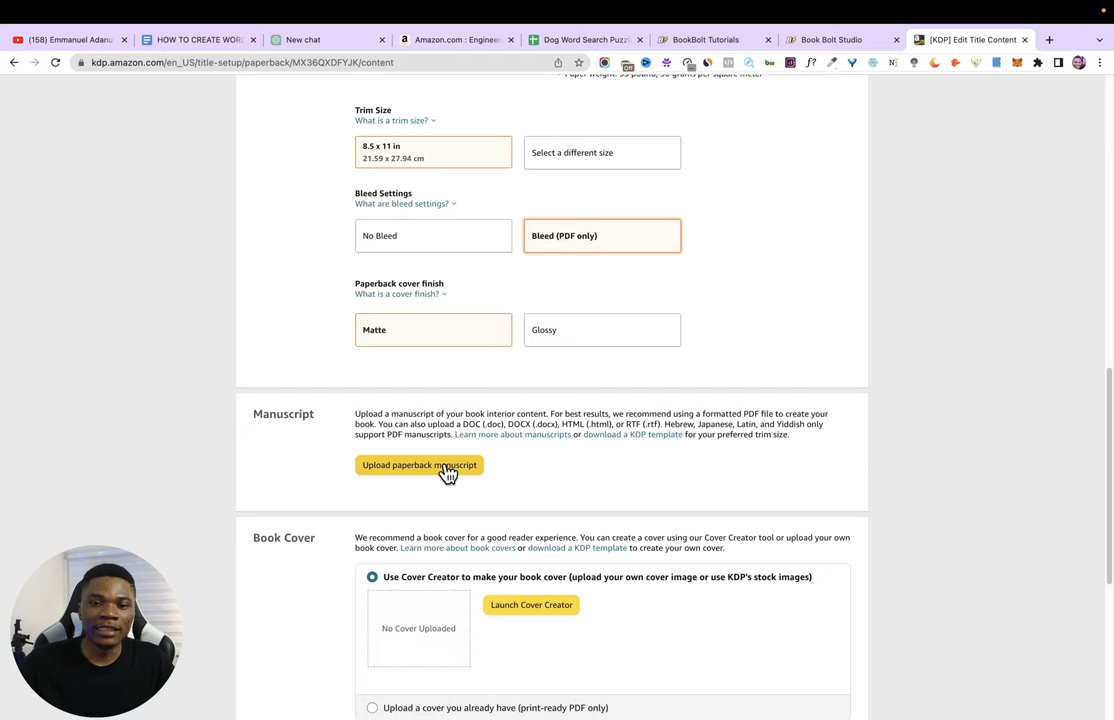 (158) Emmanuel Adanu
HOW TO CREATE WOR
New chat
Amazon.com : Enginee
Dog Word Search Puzzl
BookBolt Tutorials
Book Bolt Studio
[KDP] Edit Title Content
kdp.amazon.com/en_US/title-setup/paperback/MX36QXDFYJK/content
Trim Size
What is a trim size?
8.5 x 11 in
21.59 x 27.94 cm
Select a different size
Bleed Settings
What are bleed settings?
No Bleed
Bleed (PDF only)
Paperback cover finish
What is a cover finish?
Matte
Glossy
Manuscript
Upload a manuscript of your book interior content. For best results, we recommend using a formatted PDF file to create your
book. You can also upload a DOC (.doc), DOCX (.docx), HTML (.html), or RTF (.rtf). Hebrew, Japanese, Latin, and Yiddish only
support PDF manuscripts. Learn more about manuscripts or download a KDP template for your preferred trim size.
Upload paperback manuscript
Book Cover
We recommend a book cover for a good reader experience. You can create a cover using our Cover Creator tool or upload your own
book cover. Learn more about book covers or download a KDP template to create your own cover.
Use Cover Creator to make your book cover (upload your own cover image or use KDP's stock images)
Launch Cover Creator
No Cover Uploaded
Upload a cover you already have (print-ready PDF only)